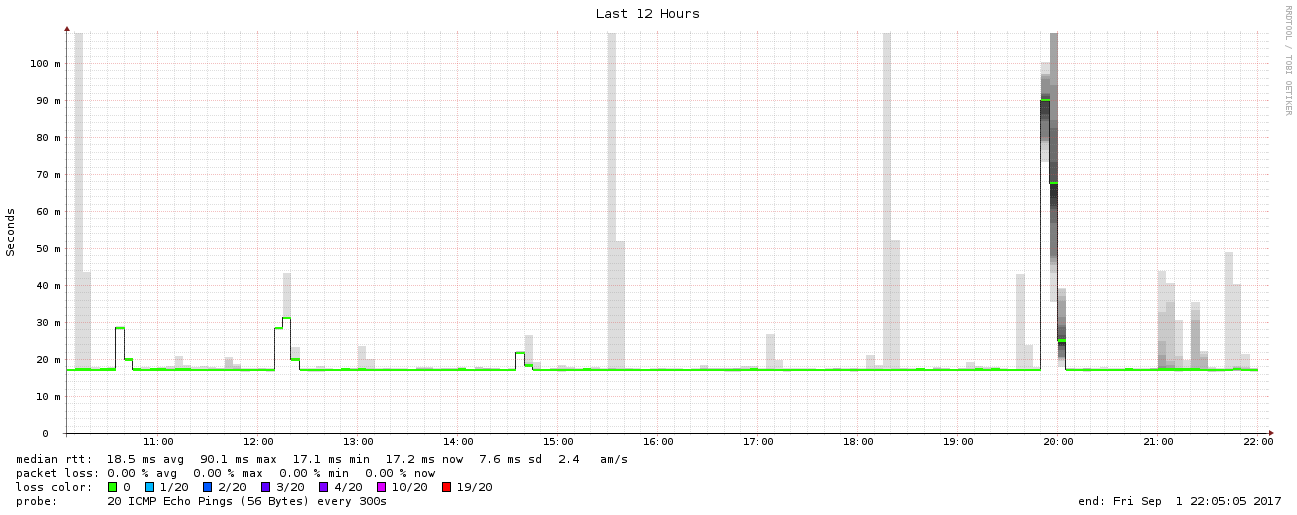 Last 12 Hours
RRDTOOL / TOBI OETIKER
Seconds
100 m
90 m
80 m
70 m
60 m
50 m
40 m
30 m
20 m
10 m
0
11:00 12:00 13:00 14:00 15:00 16:00 17:00 18:00 19:00 20:00 21:00 22:00
median rtt: 18.5 ms avg 90.1 ms max 17.1 ms min 17.2 ms now 7.6 ms sd 2.4 am/s
packet loss: 0.00 % avg 0.00 % max 0.00 % min 0.00 % now
loss color: 0 1/20 2/20 3/20 4/20 10/20 19/20
probe: 20 ICMP Echo Pings (56 Bytes) every 300s end: Fri Sep 1 22:05:05 2017